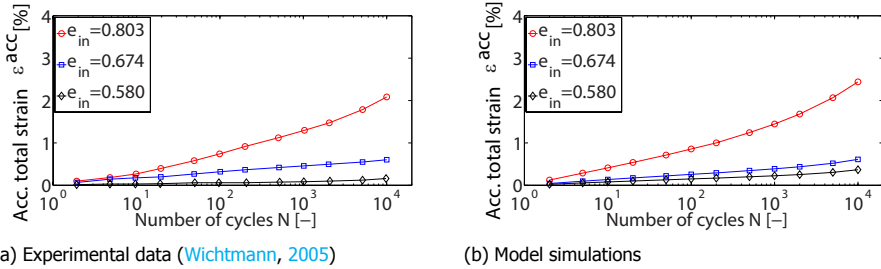 Acc. total strain ε^acc [%]
4
3
2
1
0
e_in=0.803
e_in=0.674
e_in=0.580
10^0 10^1 10^2 10^3 10^4
Number of cycles N [−]
a) Experimental data (Wichtmann, 2005)
Acc. total strain ε^acc [%]
4
3
2
1
0
e_in=0.803
e_in=0.674
e_in=0.580
10^0 10^1 10^2 10^3 10^4
Number of cycles N [−]
(b) Model simulations